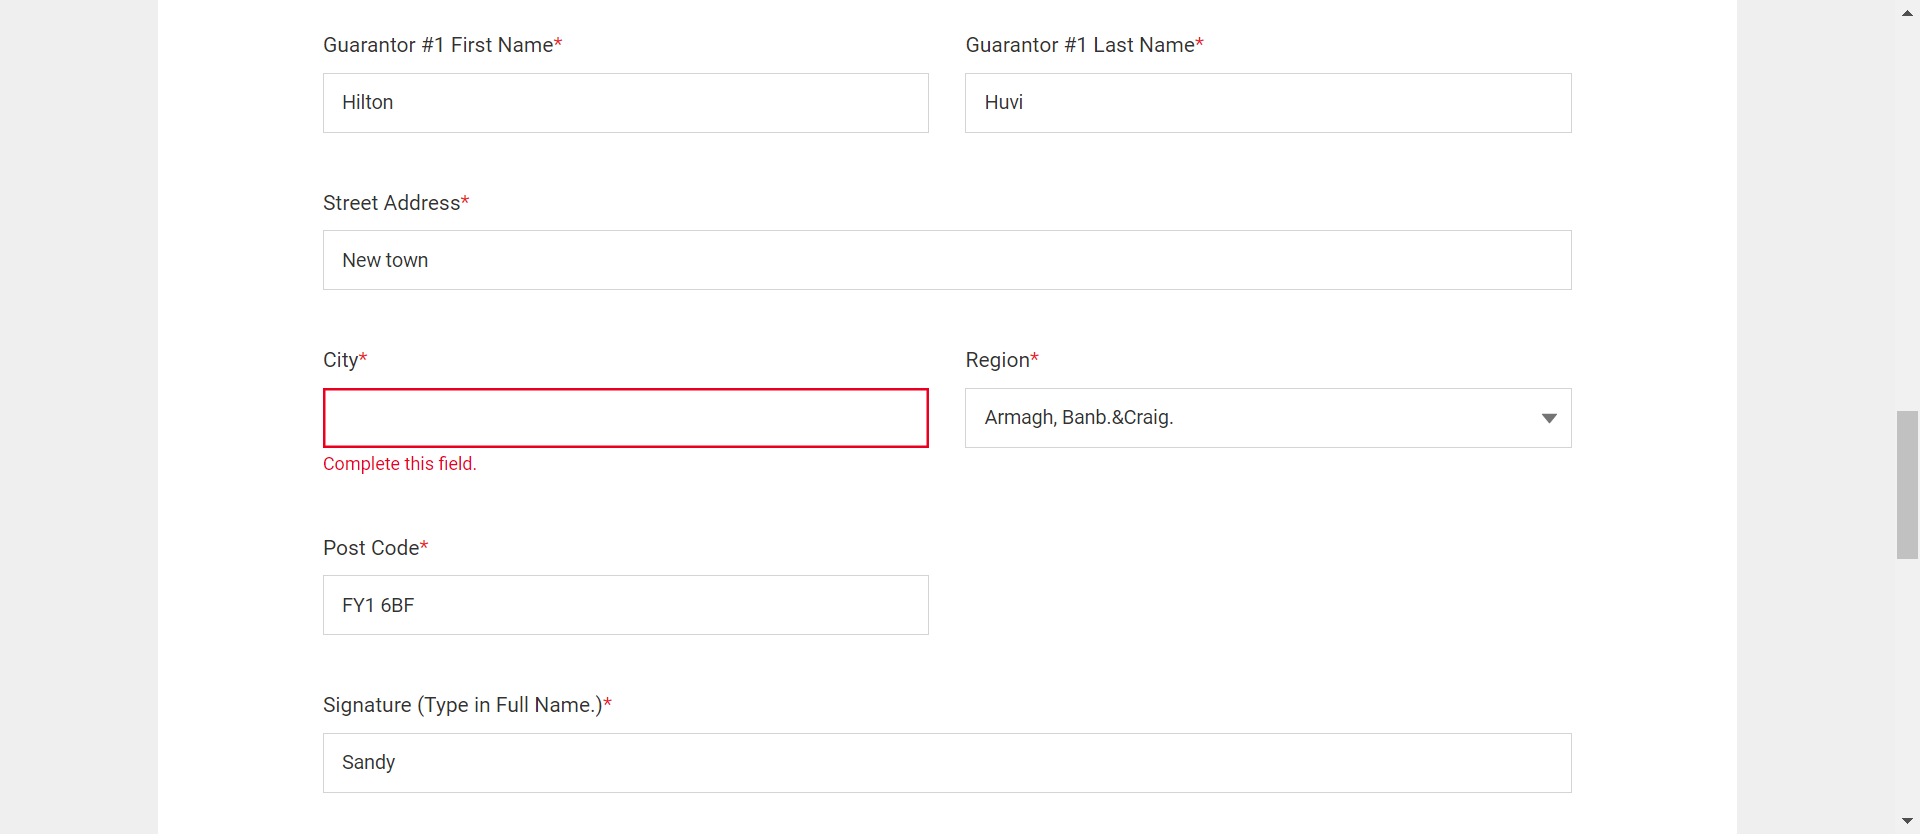 Guarantor #1 First Name*
Guarantor #1 Last Name*
Hilton
Huvi
Street Address*
New town
City*
Region*
Armagh, Banb.&Craig.
Complete this field.
Post Code*
FY1 6BF
Signature (Type in Full Name.)*
Sandy